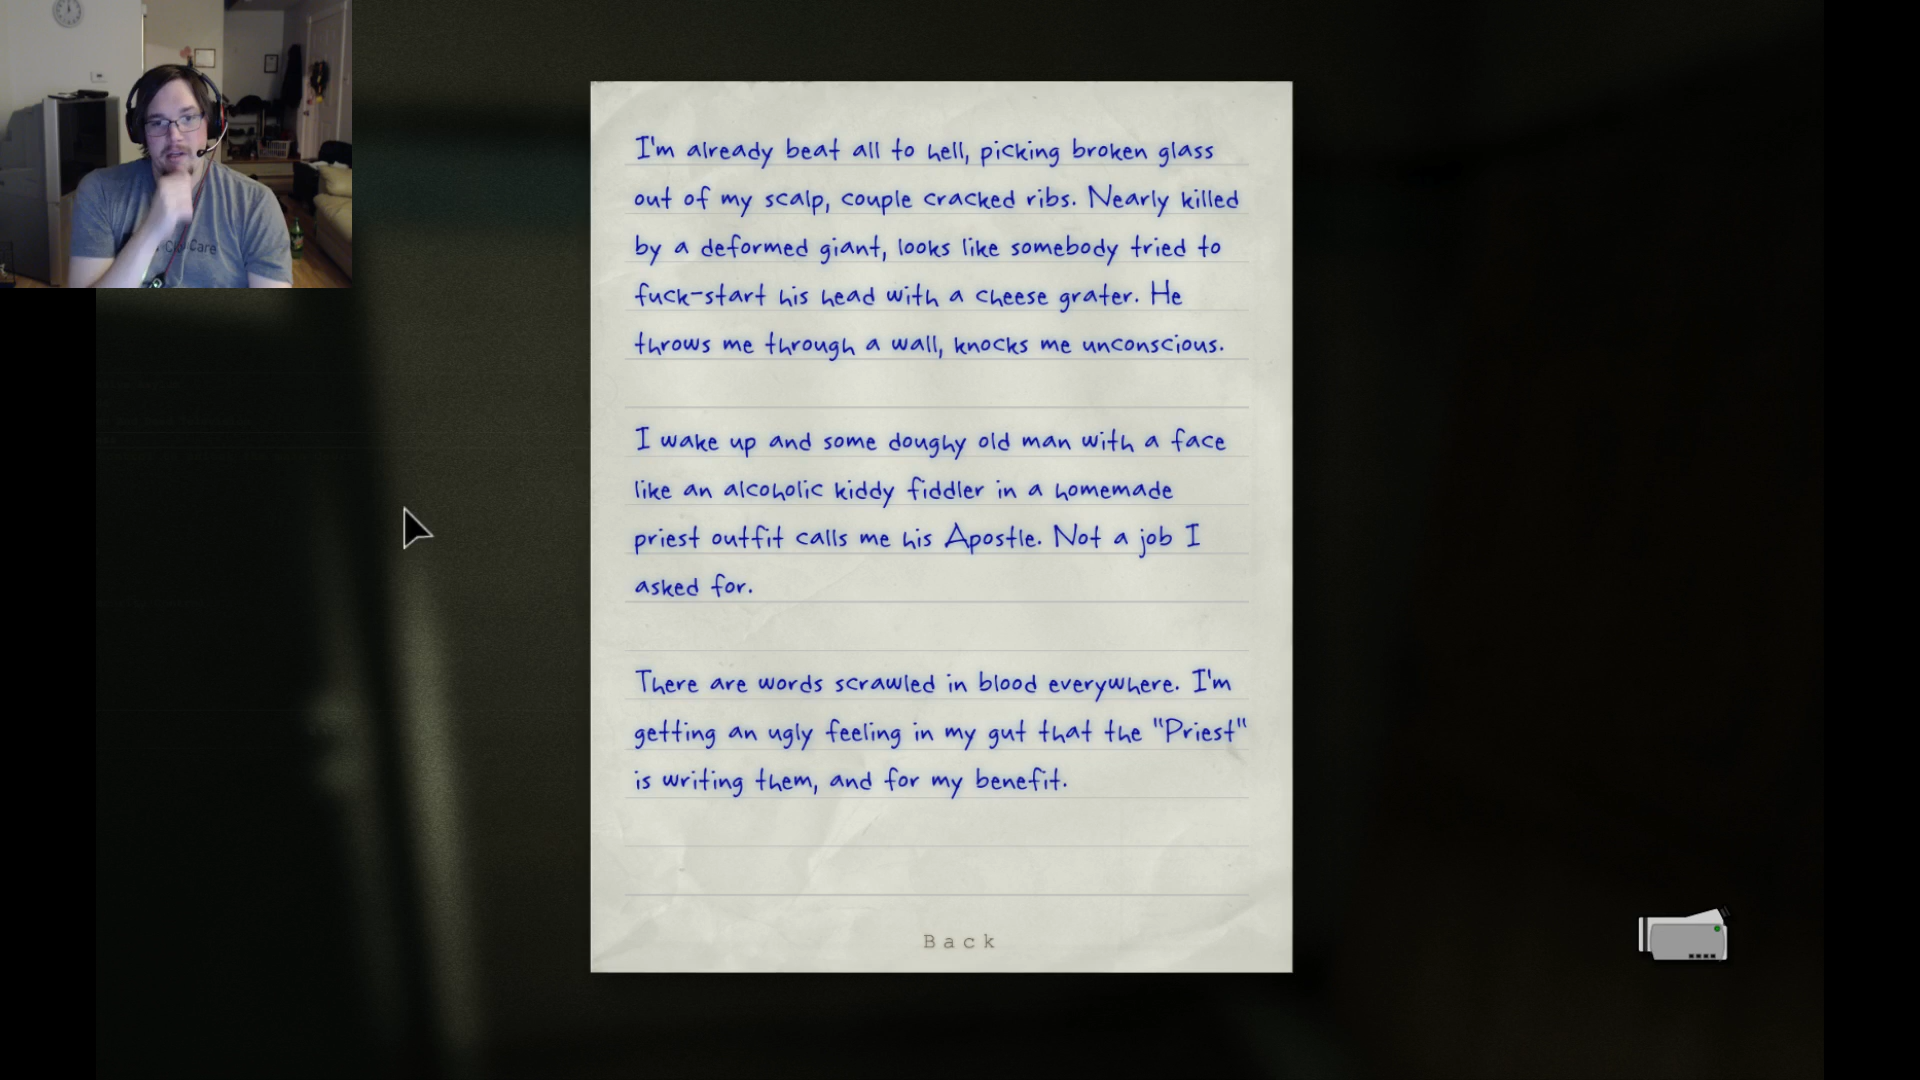 I'm already beat all to hell, picking broken glass
out of my scalp, couple cracked ribs. Nearly killed
by a deformed giant, looks like somebody tried to
fuck-start his head with a cheese grater. He
throws me through a wall, knocks me unconscious.
I wake up and some doughy old man with a face
like an alcoholic kiddy fiddler in a homemade
priest outfit calls me his Apostle. Not a job I
asked for.
There are words scrawled in blood everywhere. I'm
getting an ugly feeling in my gut that the "Priest"
is writing them, and for my benefit.
Back